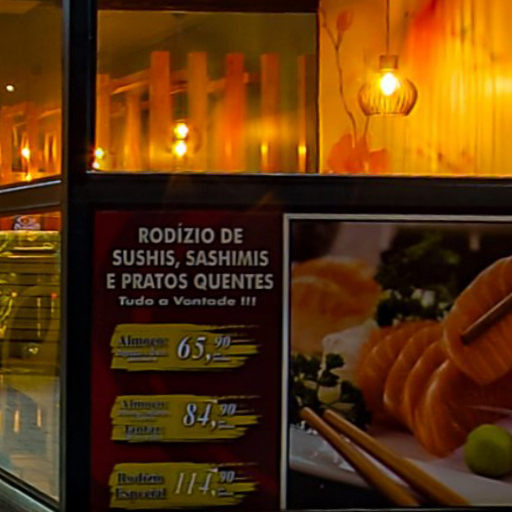 RODÍZIO DE
SUSHIS, SASHIMIS
E PRATOS QUENTES
Tudo a Vontade !!!
Almoço: 65,90
Almoço: 84,90
Jantar:
Rodízio 114,90
Especial